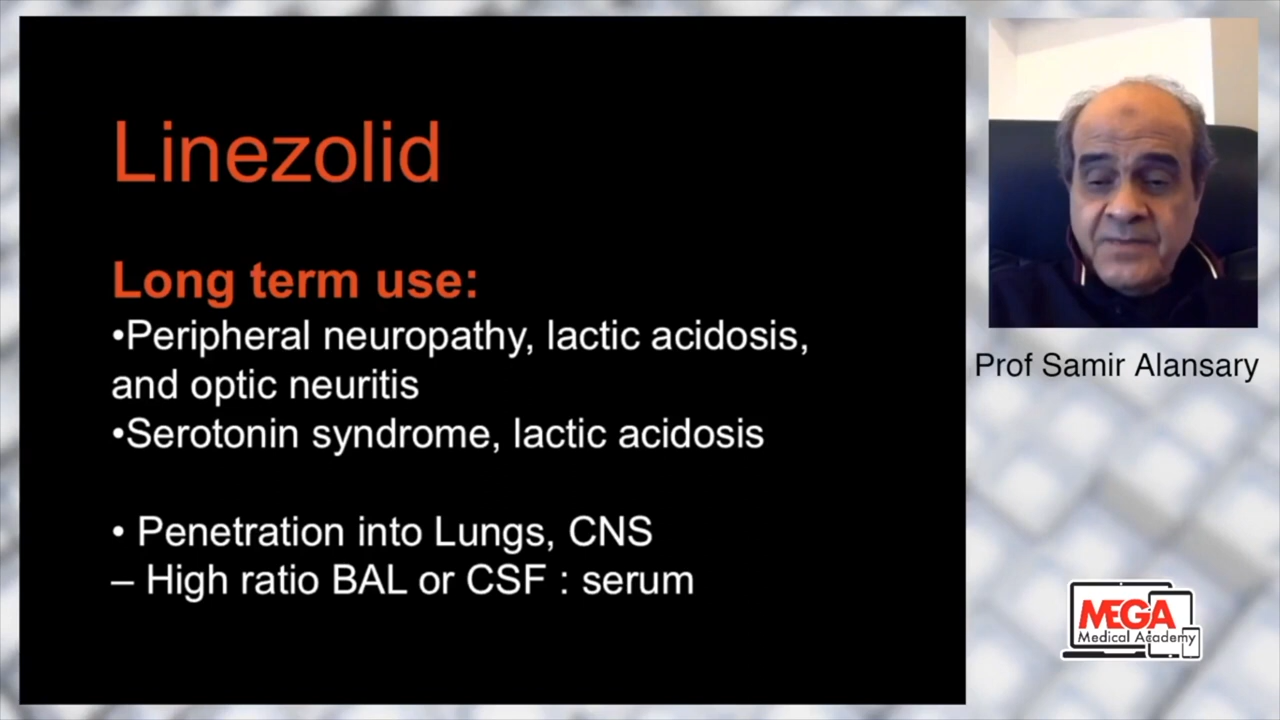 Linezolid
Long term use:
•Peripheral neuropathy, lactic acidosis,
and optic neuritis
•Serotonin syndrome, lactic acidosis
• Penetration into Lungs, CNS
– High ratio BAL or CSF : serum
Prof Samir Alansary
MEGA
Medical Academy